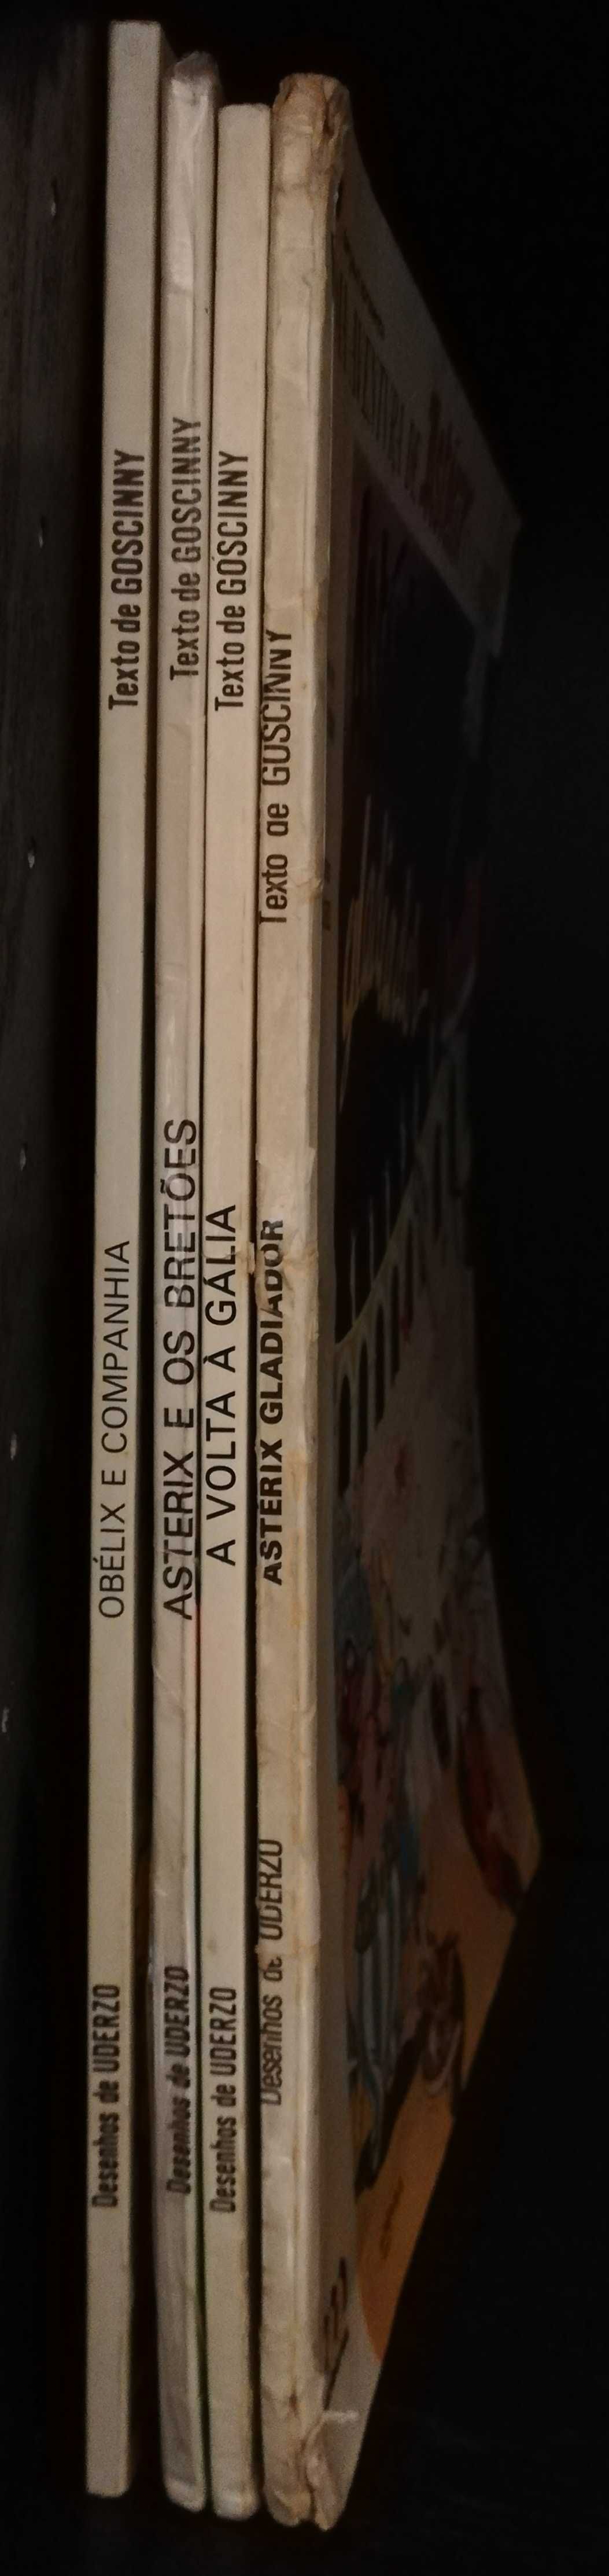 Desenhos de UDERZO OBÉLIX E COMPANHIA Texto de GOSCINNY
Desenhos de UDERZO ASTERIX E OS BRETÕES Texto de GOSCINNY
Desenhos de UDERZO A VOLTA À GÁLIA Texto de GOSCINNY
Desenhos de UDERZO ASTÉRIX GLADIADOR Texto de GOSCINNY